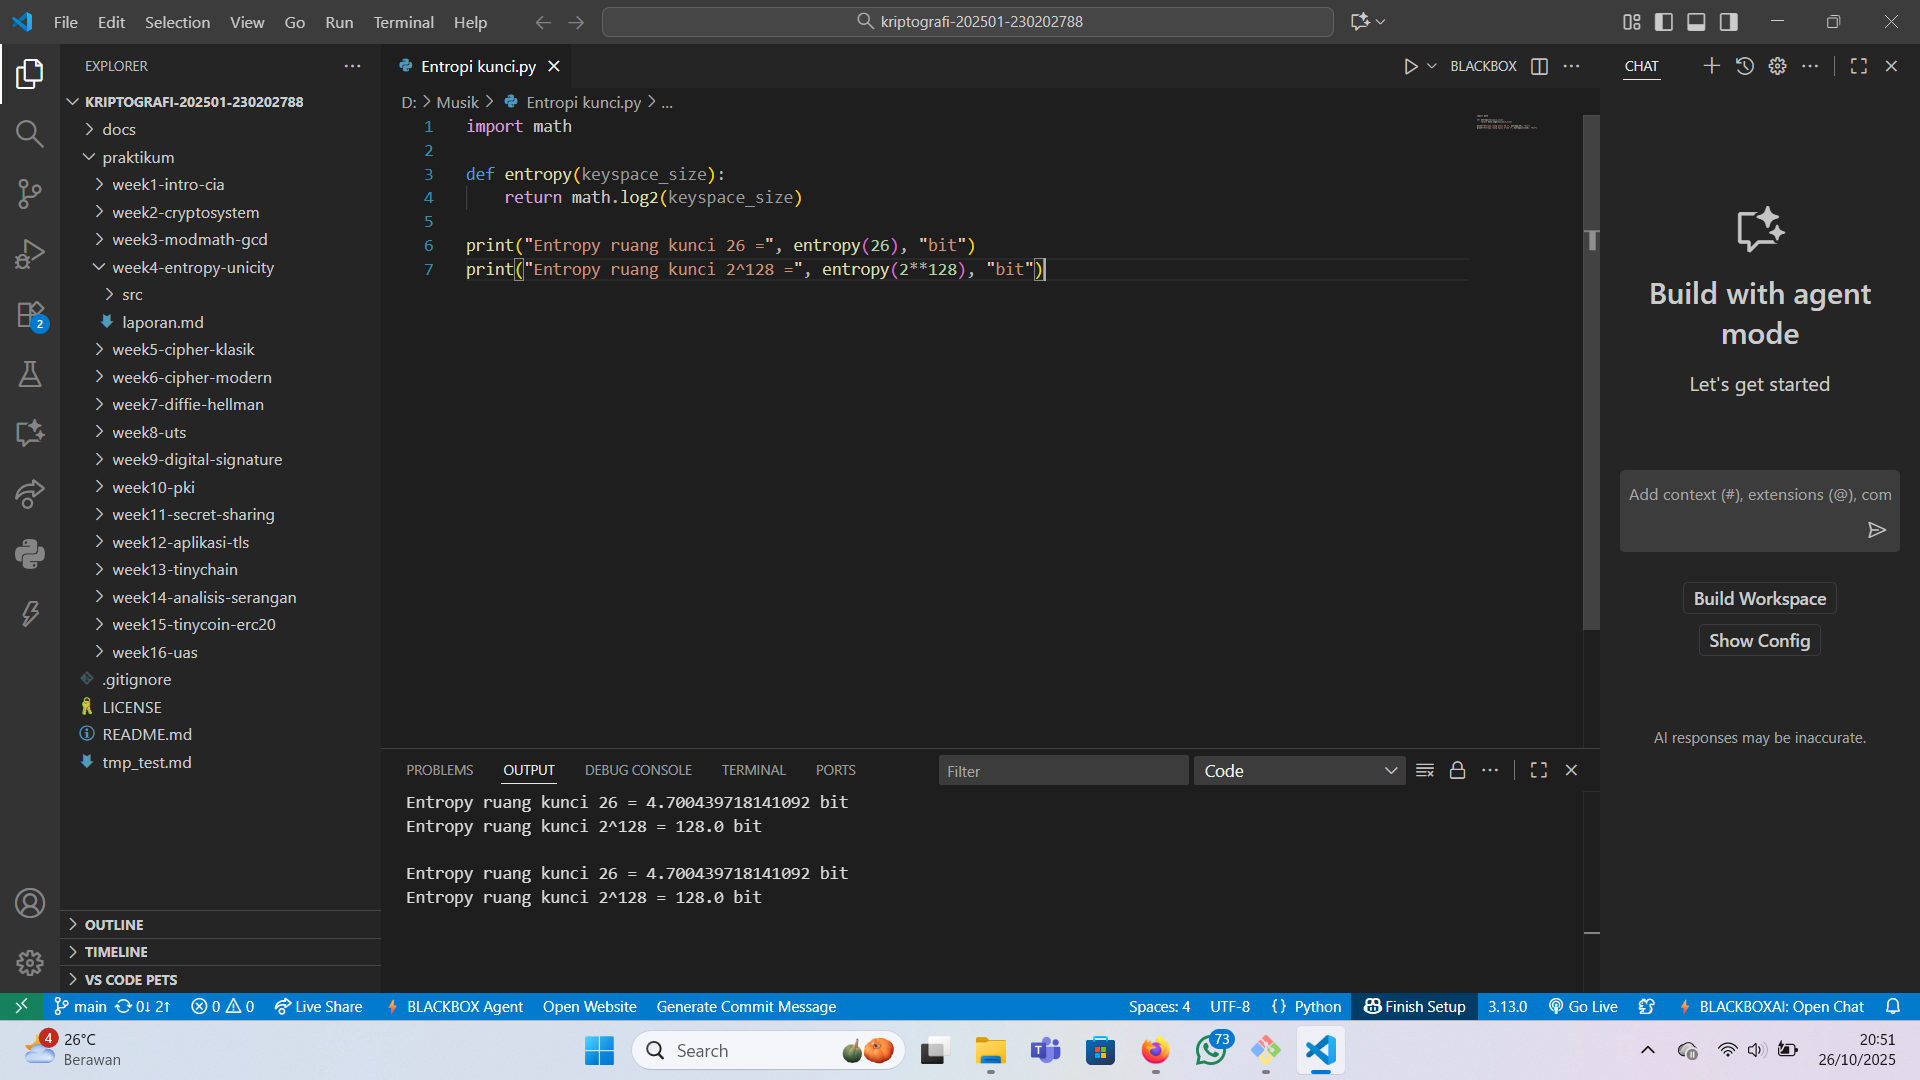 File Edit Selection View Go Run Terminal Help
kriptografi-202501-230202788
EXPLORER
KRIPTOGRAFI-202501-230202788
docs
praktikum
week1-intro-cia
week2-cryptosystem
week3-modmath-gcd
week4-entropy-unicity
src
laporan.md
week5-cipher-klasik
week6-cipher-modern
week7-diffie-hellman
week8-uts
week9-digital-signature
week10-pki
week11-secret-sharing
week12-aplikasi-tls
week13-tinychain
week14-analisis-serangan
week15-tinycoin-erc20
week16-uas
.gitignore
LICENSE
README.md
tmp_test.md
OUTLINE
TIMELINE
VS CODE PETS
2
Entropi kunci.py
BLACKBOX
D: > Musik > Entropi kunci.py > ...
1 import math
2
3 def entropy(keyspace_size):
4 return math.log2(keyspace_size)
5
6 print("Entropy ruang kunci 26 =", entropy(26), "bit")
7 print("Entropy ruang kunci 2^128 =", entropy(2**128), "bit")
PROBLEMS OUTPUT DEBUG CONSOLE TERMINAL PORTS
Filter
Code
Entropy ruang kunci 26 = 4.700439718141092 bit
Entropy ruang kunci 2^128 = 128.0 bit
Entropy ruang kunci 26 = 4.700439718141092 bit
Entropy ruang kunci 2^128 = 128.0 bit
CHAT
Build with agent
mode
Let's get started
Add context (#), extensions (@), com
Build Workspace
Show Config
AI responses may be inaccurate.
main 0↓ 2↑ 0 0 Live Share BLACKBOX Agent Open Website Generate Commit Message
Spaces: 4 UTF-8 {} Python Finish Setup 3.13.0 Go Live BLACKBOXAI: Open Chat
4
26°C
Berawan
Search
73
20:51
26/10/2025